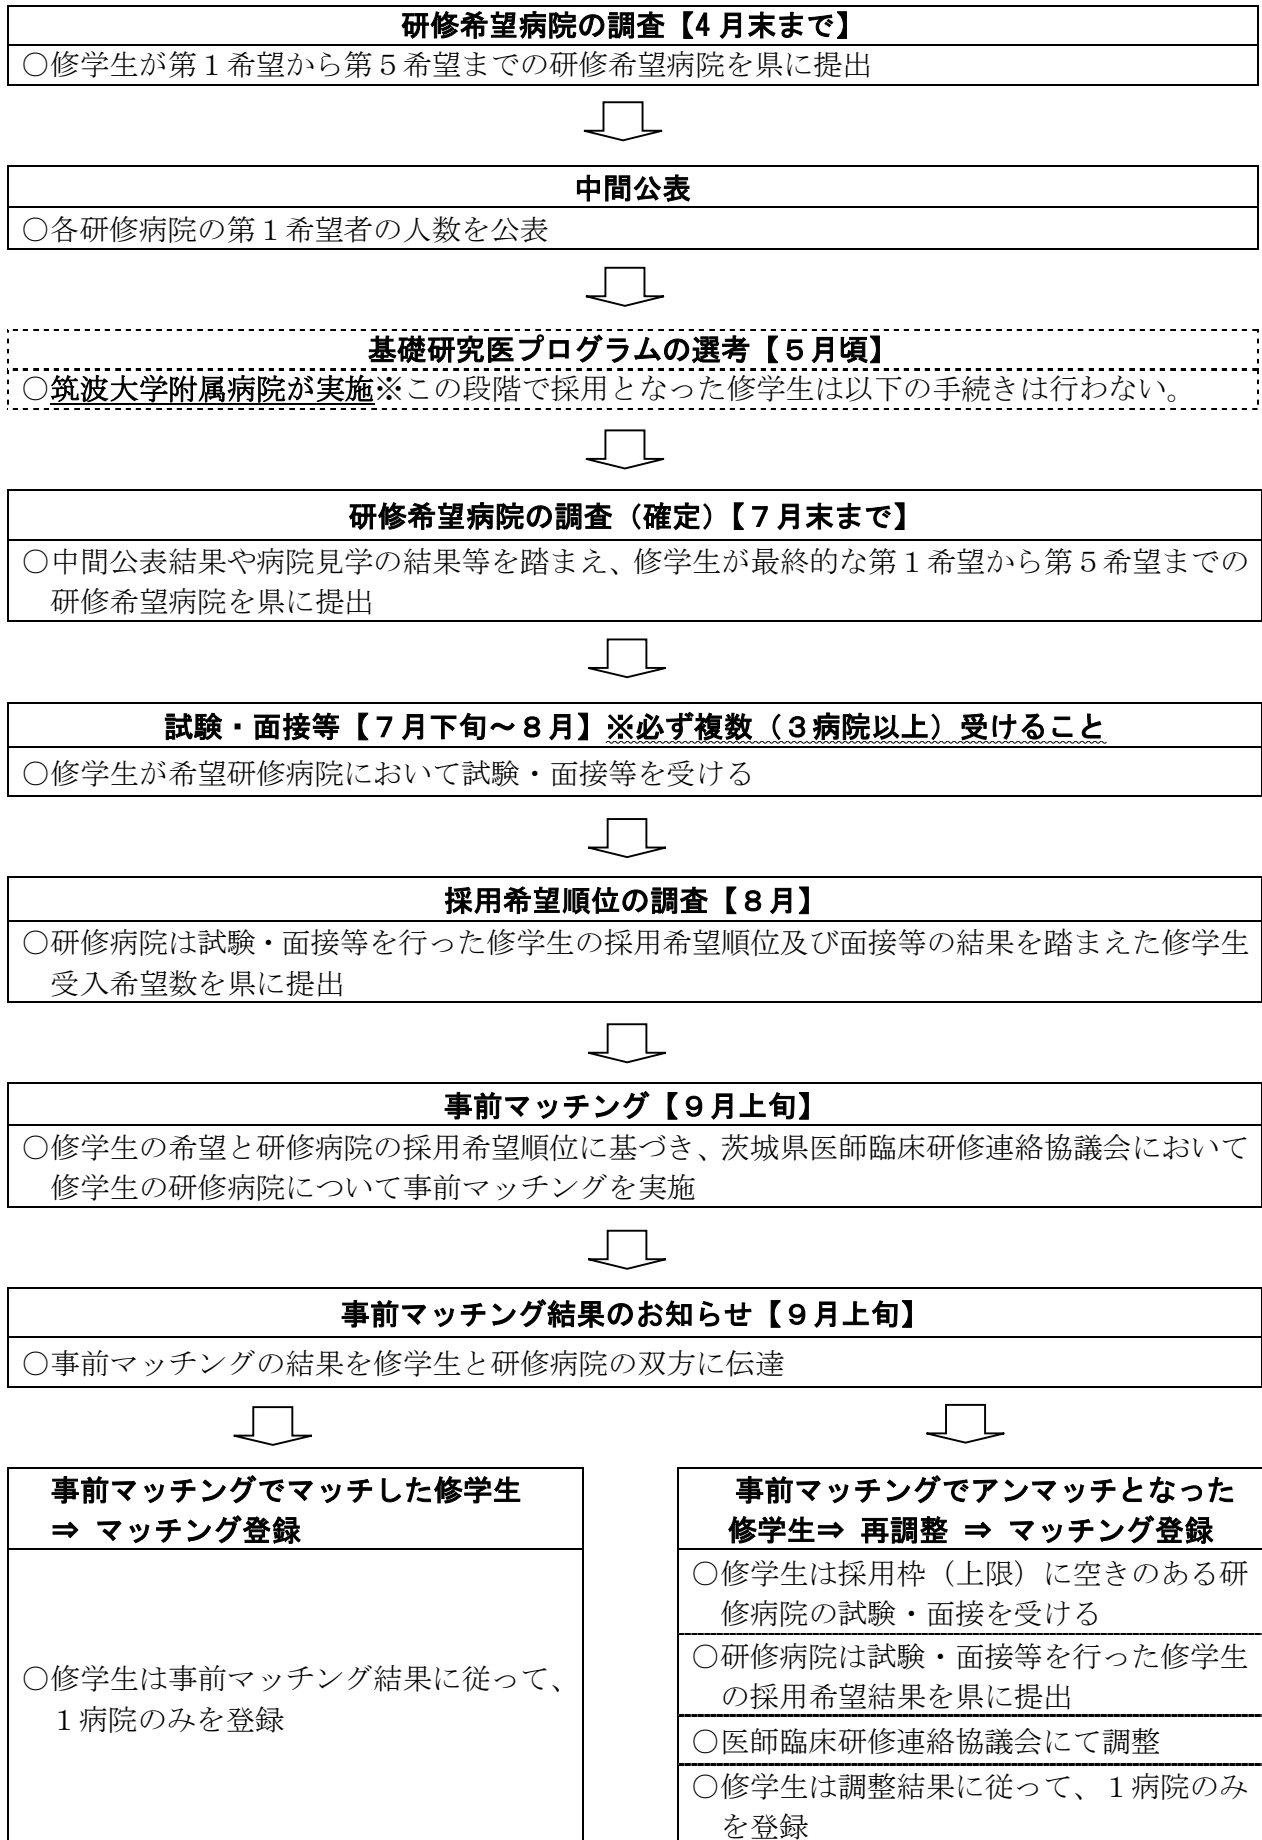 研修希望病院の調査【4月末まで】
○修学生が第１希望から第５希望までの研修希望病院を県に提出
中間公表
○各研修病院の第１希望者の人数を公表
基礎研究医プログラムの選考【５月頃】
○筑波大学附属病院が実施※この段階で採用となった修学生は以下の手続きは行わない。
研修希望病院の調査（確定）【７月末まで】
○中間公表結果や病院見学の結果等を踏まえ、修学生が最終的な第１希望から第５希望までの
研修希望病院を県に提出
試験・面接等【７月下旬～８月】※必ず複数（３病院以上）受けること
○修学生が希望研修病院において試験・面接等を受ける
採用希望順位の調査【８月】
○研修病院は試験・面接等を行った修学生の採用希望順位及び面接等の結果を踏まえた修学生
受入希望数を県に提出
事前マッチング【９月上旬】
○修学生の希望と研修病院の採用希望順位に基づき、茨城県医師臨床研修連絡協議会において
修学生の研修病院について事前マッチングを実施
事前マッチング結果のお知らせ【９月上旬】
○事前マッチングの結果を修学生と研修病院の双方に伝達
事前マッチングでマッチした修学生
⇒ マッチング登録
○修学生は事前マッチング結果に従って、
１病院のみを登録
事前マッチングでアンマッチとなった
修学生⇒ 再調整 ⇒ マッチング登録
○修学生は採用枠（上限）に空きのある研
修病院の試験・面接を受ける
○研修病院は試験・面接等を行った修学生
の採用希望結果を県に提出
○医師臨床研修連絡協議会にて調整
○修学生は調整結果に従って、１病院のみ
を登録